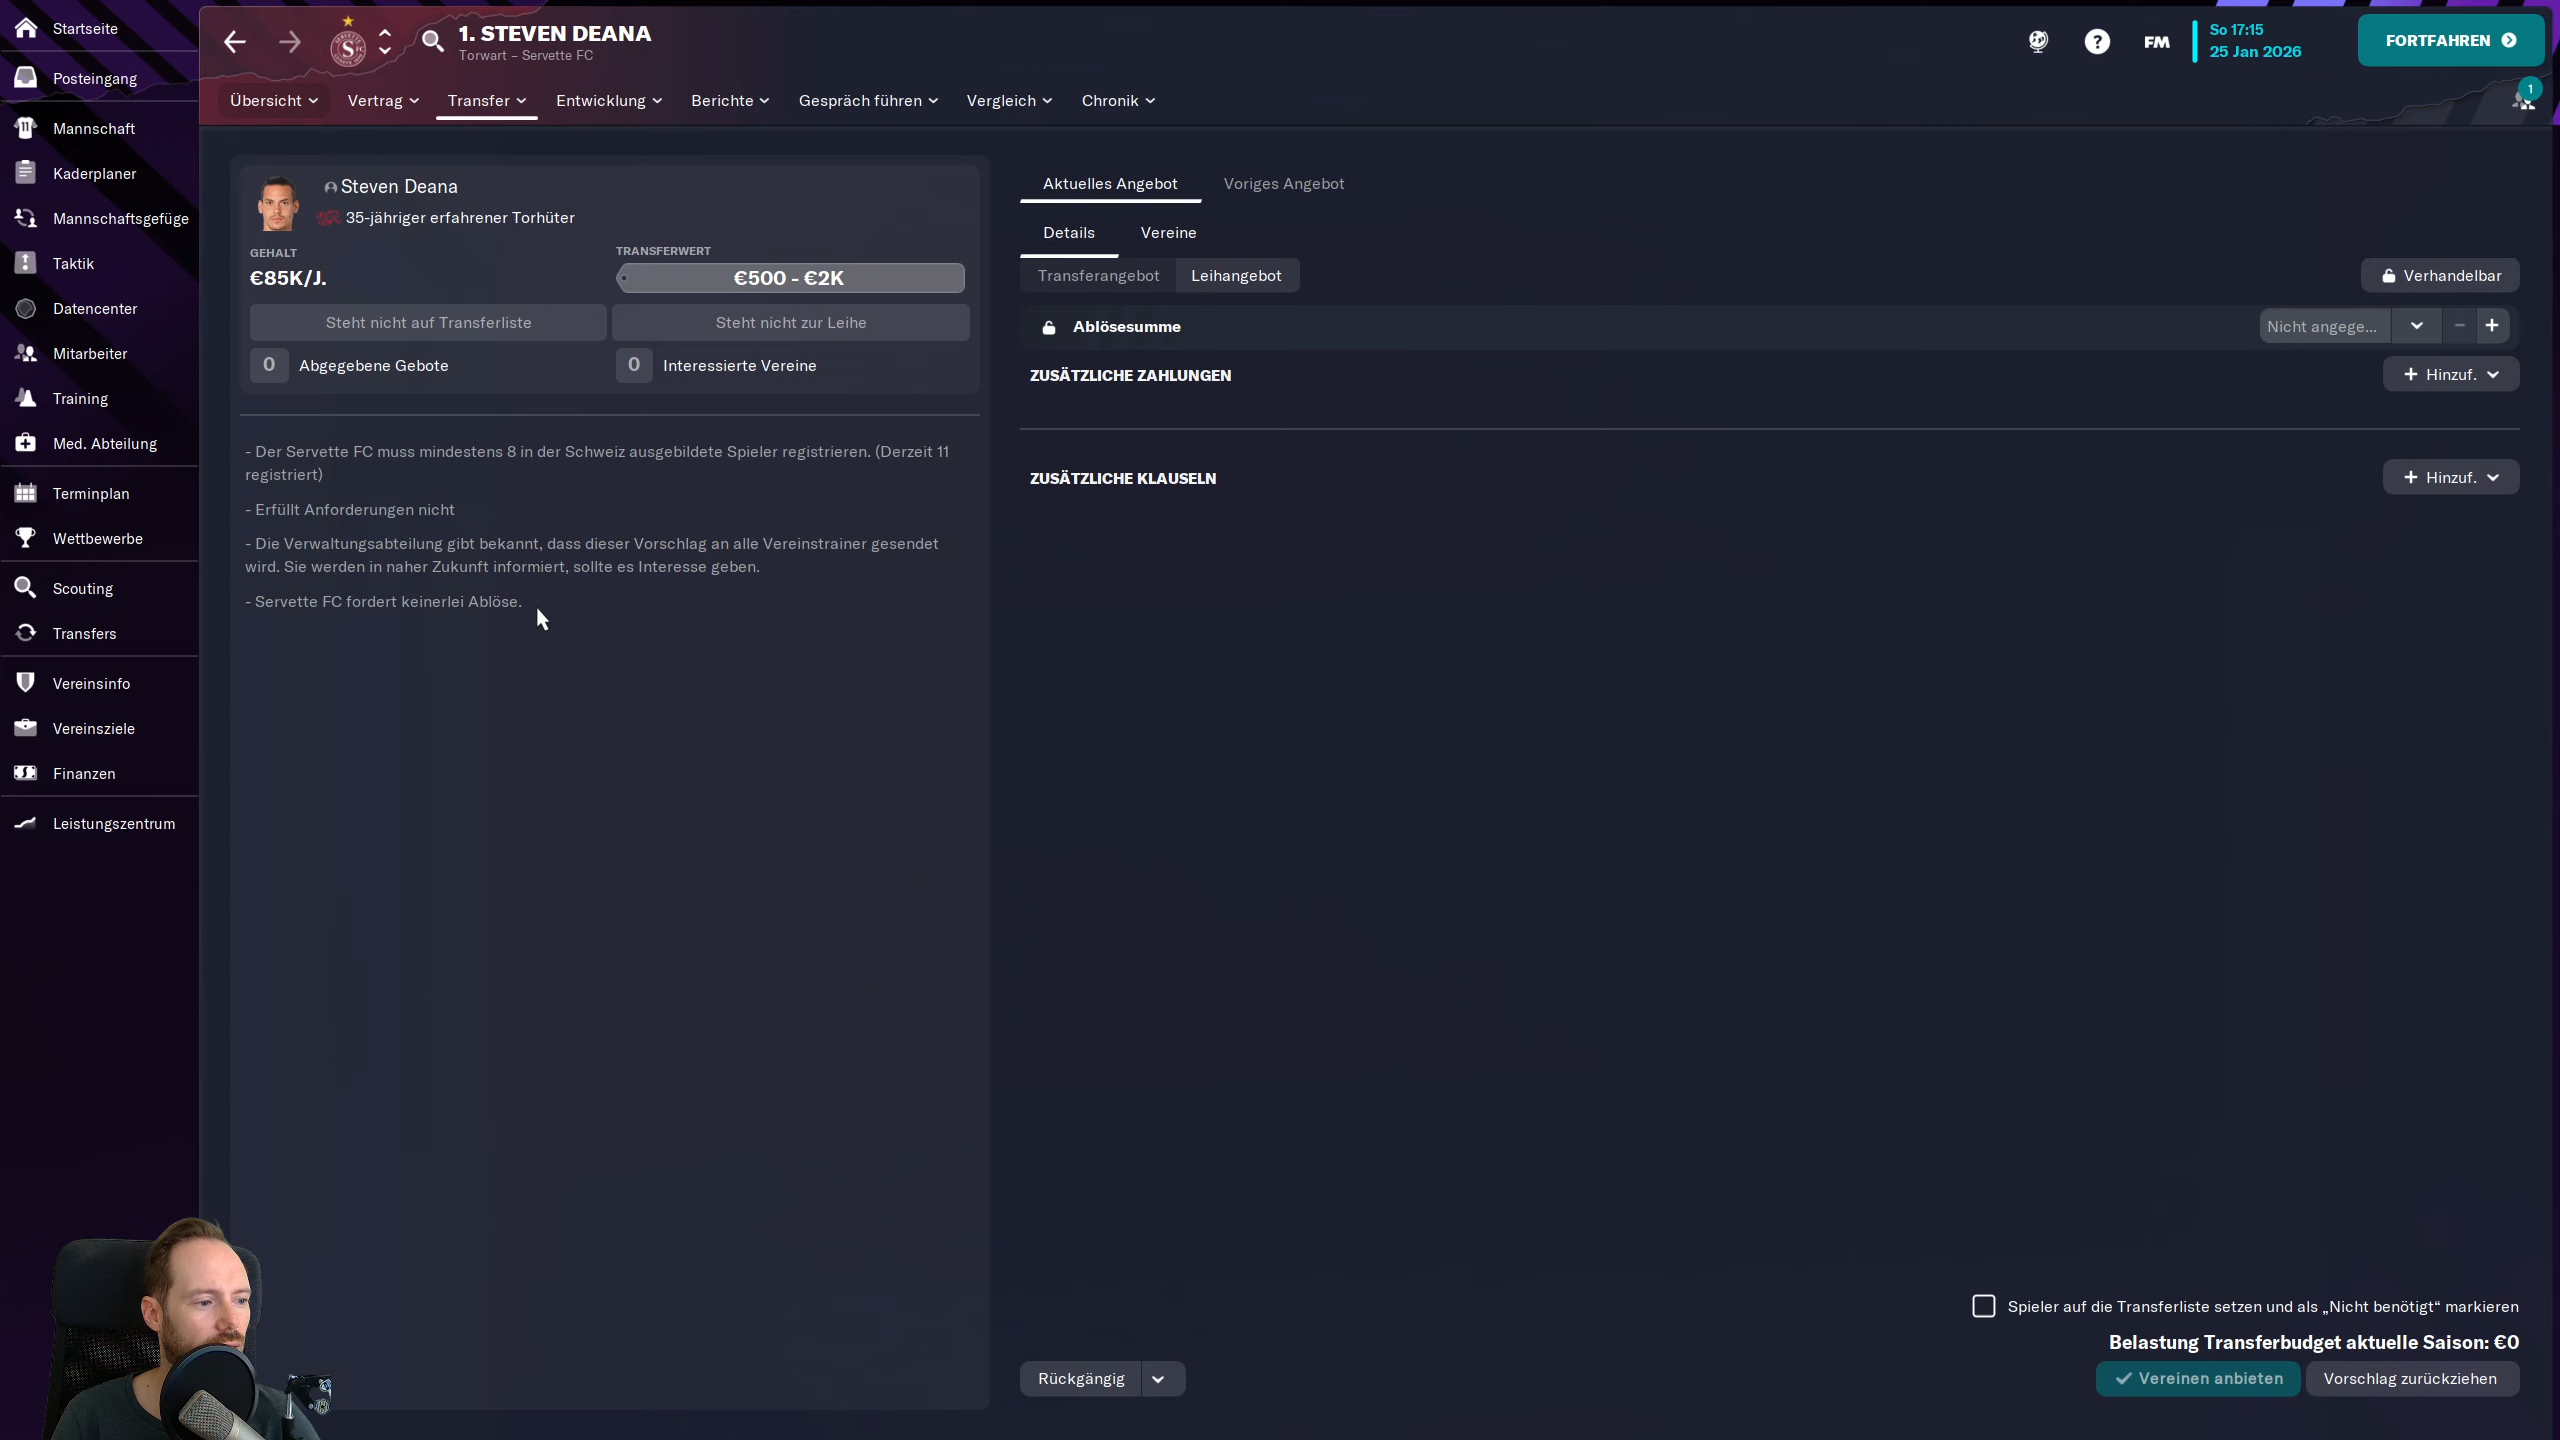 Startseite
Posteingang
Mannschaft
Kaderplaner
Mannschaftsgefüge
Taktik
Datencenter
Mitarbeiter
Training
Med. Abteilung
Terminplan
Wettbewerbe
Scouting
Transfers
Vereinsinfo
Vereinsziele
Finanzen
Leistungszentrum
1. STEVEN DEANA
Torwart – Servette FC
FM
So 17:15
25 Jan 2026
FORTFAHREN
Übersicht
Vertrag
Transfer
Entwicklung
Berichte
Gespräch führen
Vergleich
Chronik
1
Steven Deana
35-jähriger erfahrener Torhüter
GEHALT
€85K/J.
TRANSFERWERT
€500 - €2K
Steht nicht auf Transferliste
Steht nicht zur Leihe
0 Abgegebene Gebote
0 Interessierte Vereine
- Der Servette FC muss mindestens 8 in der Schweiz ausgebildete Spieler registrieren. (Derzeit 11
registriert)
- Erfüllt Anforderungen nicht
- Die Verwaltungsabteilung gibt bekannt, dass dieser Vorschlag an alle Vereinstrainer gesendet
wird. Sie werden in naher Zukunft informiert, sollte es Interesse geben.
- Servette FC fordert keinerlei Ablöse.
Aktuelles Angebot
Voriges Angebot
Details
Vereine
Transferangebot
Leihangebot
Verhandelbar
Ablösesumme
Nicht angege...
ZUSÄTZLICHE ZAHLUNGEN
+ Hinzuf.
ZUSÄTZLICHE KLAUSELN
+ Hinzuf.
Spieler auf die Transferliste setzen und als „Nicht benötigt“ markieren
Belastung Transferbudget aktuelle Saison: €0
Rückgängig
Vereinen anbieten
Vorschlag zurückziehen